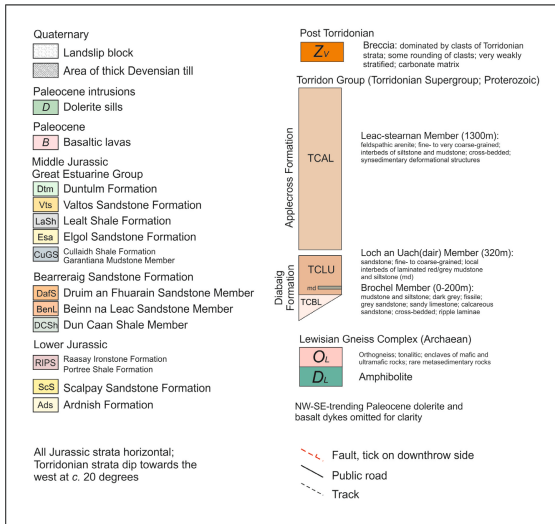 Quaternary
Landslip block
Area of thick Devensian till
Paleocene intrusions
D Dolerite sills
Paleocene
B Basaltic lavas
Middle Jurassic
Great Estuarine Group
Dtm Duntulm Formation
Vts Valtos Sandstone Formation
LaSh Lealt Shale Formation
Esa Elgol Sandstone Formation
CuGS Cullaidh Shale Formation
Garantiana Mudstone Member
Bearreraig Sandstone Formation
DafS Druim an Fhuarain Sandstone Member
BenL Beinn na Leac Sandstone Member
DCSh Dun Caan Shale Member
Lower Jurassic
RIPS Raasay Ironstone Formation
Portree Shale Formation
ScS Scalpay Sandstone Formation
Ads Ardnish Formation
All Jurassic strata horizontal;
Torridonian strata dip towards the
west at c. 20 degrees
Post Torridonian
Zv Breccia: dominated by clasts of Torridonian
strata; some rounding of clasts; very weakly
stratified; carbonate matrix
Torridon Group (Torridonian Supergroup; Proterozoic)
Applecross Formation
TCAL
Leac-stearnan Member (1300m):
feldspathic arenite; fine- to very coarse-grained;
interbeds of siltstone and mudstone; cross-bedded;
synsedimentary deformational structures
Diabaig
Formation
TCLU
md
TCBL
Loch an Uach(dair) Member (320m):
sandstone; fine- to coarse-grained; local
interbeds of laminated red/grey mudstone
and siltstone (md)
Brochel Member (0-200m):
mudstone and siltstone; dark grey; fissile;
grey sandstone; sandy limestone; calcareous
sandstone; cross-bedded; ripple laminae
Lewisian Gneiss Complex (Archaean)
OL Orthogneiss; tonalitic; enclaves of mafic and
ultramafic rocks; rare metasedimentary rocks
DL Amphibolite
NW-SE-trending Paleocene dolerite and
basalt dykes omitted for clarity
Fault, tick on downthrow side
Public road
Track